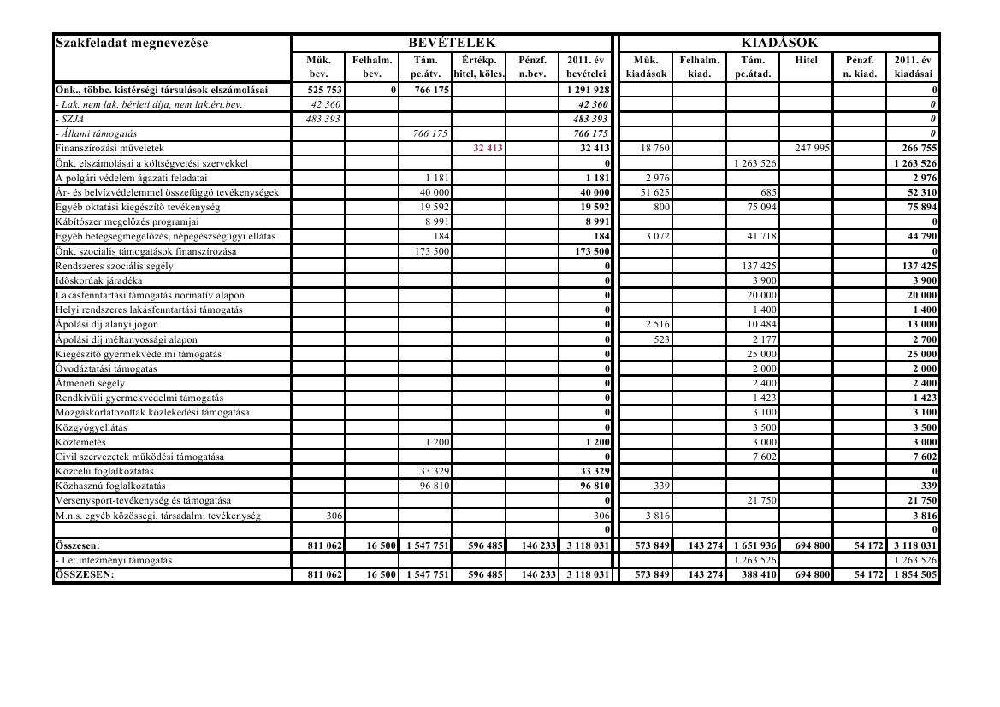 Szakfeladat megnevezése BEVÉTELEK KIADÁSOK
Műk. Felhalm. Tám. Értékp. Pénzf. 2011. év Műk. Felhalm. Tám. Hitel Pénzf. 2011. év
bev. bev. pe.átv. hitel, kölcs. n.bev. bevételei kiadások kiad. pe.átad. n. kiad. kiadásai
Önk., többc. kistérségi társulások elszámolásai 525 753 0 766 175 1 291 928 0
- Lak. nem lak. bérleti díja, nem lak.ért.bev. 42 360 42 360 0
- SZJA 483 393 483 393 0
- Állami támogatás 766 175 766 175 0
Finanszírozási műveletek 32 413 32 413 18 760 247 995 266 755
Önk. elszámolásai a költségvetési szervekkel 0 1 263 526 1 263 526
A polgári védelem ágazati feladatai 1 181 1 181 2 976 2 976
Ár- és belvízvédelemmel összefüggő tevékenységek 40 000 40 000 51 625 685 52 310
Egyéb oktatási kiegészítő tevékenység 19 592 19 592 800 75 094 75 894
Kábítószer megelőzés programjai 8 991 8 991 0
Egyéb betegségmegelőzés, népegészségügyi ellátás 184 184 3 072 41 718 44 790
Önk. szociális támogatások finanszírozása 173 500 173 500 0
Rendszeres szociális segély 0 137 425 137 425
Időskorúak járadéka 0 3 900 3 900
Lakásfenntartási támogatás normatív alapon 0 20 000 20 000
Helyi rendszeres lakásfenntartási támogatás 0 1 400 1 400
Ápolási díj alanyi jogon 0 2 516 10 484 13 000
Ápolási díj méltányossági alapon 0 523 2 177 2 700
Kiegészítő gyermekvédelmi támogatás 0 25 000 25 000
Óvodáztatási támogatás 0 2 000 2 000
Átmeneti segély 0 2 400 2 400
Rendkívüli gyermekvédelmi támogatás 0 1 423 1 423
Mozgáskorlátozottak közlekedési támogatása 0 3 100 3 100
Közgyógyellátás 0 3 500 3 500
Köztemetés 1 200 1 200 3 000 3 000
Civil szervezetek működési támogatása 0 7 602 7 602
Közcélú foglalkoztatás 33 329 33 329 0
Közhasznú foglalkoztatás 96 810 96 810 339 339
Versenysport-tevékenység és támogatása 0 21 750 21 750
M.n.s. egyéb közösségi, társadalmi tevékenység 306 306 3 816 3 816
0 0
Összesen: 811 062 16 500 1 547 751 596 485 146 233 3 118 031 573 849 143 274 1 651 936 694 800 54 172 3 118 031
- Le: intézményi támogatás 1 263 526 1 263 526
ÖSSZESEN: 811 062 16 500 1 547 751 596 485 146 233 3 118 031 573 849 143 274 388 410 694 800 54 172 1 854 505